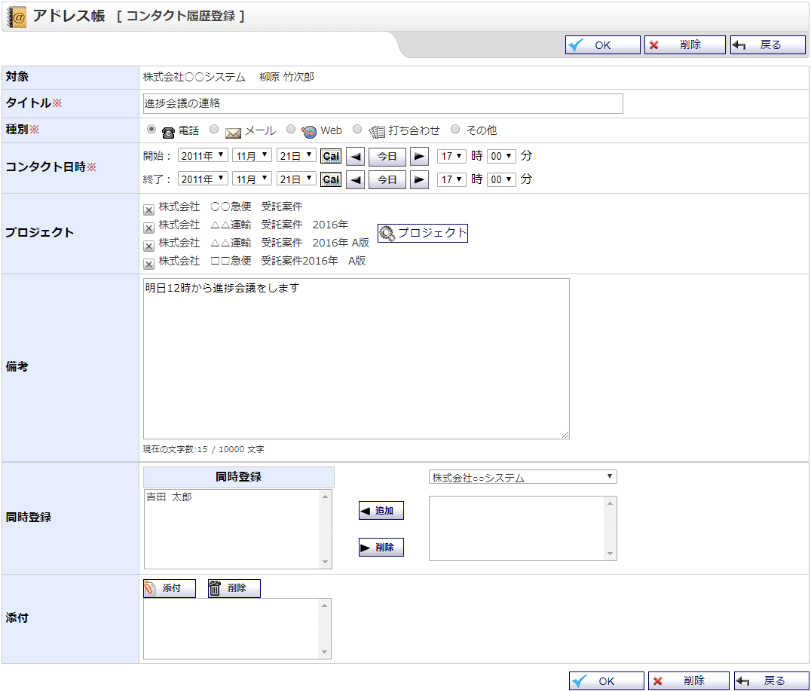 アドレス帳 [ コンタクト履歴登録 ]
OK 削除 戻る
対象 株式会社○○システム 柳原 竹次郎
タイトル※ 進捗会議の連絡
種別※ 電話 メール Web 打ち合わせ その他
コンタクト日時※
開始： 2011年 11月 21日 Cal 今日 17 時 00 分
終了： 2011年 11月 21日 Cal 今日 17 時 00 分
プロジェクト
株式会社 ○○急便 受託案件
株式会社 △△運輸 受託案件 2016年
株式会社 △△運輸 受託案件 2016年 A版
株式会社 □□急便 受託案件2016年 A版
プロジェクト
備考
明日12時から進捗会議をします
現在の文字数:15 / 10000 文字
同時登録
同時登録
吉田 太郎
追加
削除
株式会社○○システム
添付
添付 削除
OK 削除 戻る